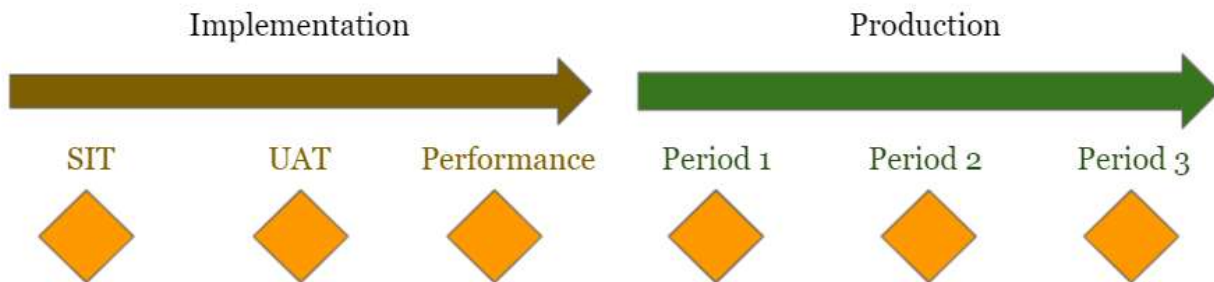 Implementation Production
SIT UAT Performance Period 1 Period 2 Period 3